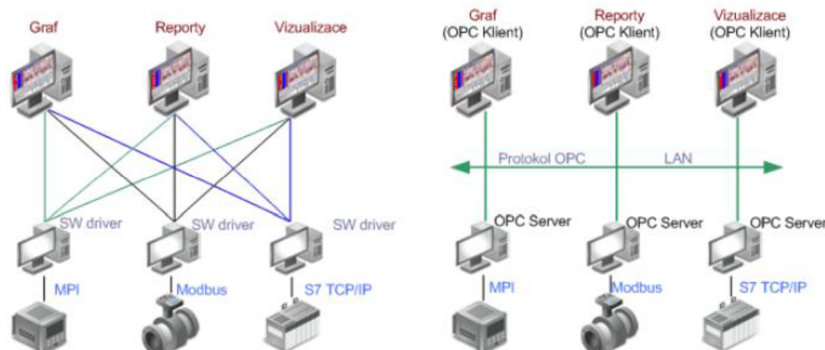 Graf
Reporty
Vizualizace
Graf
(OPC Klient)
Reporty
(OPC Klient)
Vizualizace
(OPC Klient)
Protokol OPC
LAN
SW driver
SW driver
SW driver
OPC Server
OPC Server
OPC Server
MPI
Modbus
S7 TCP/IP
MPI
Modbus
S7 TCP/IP